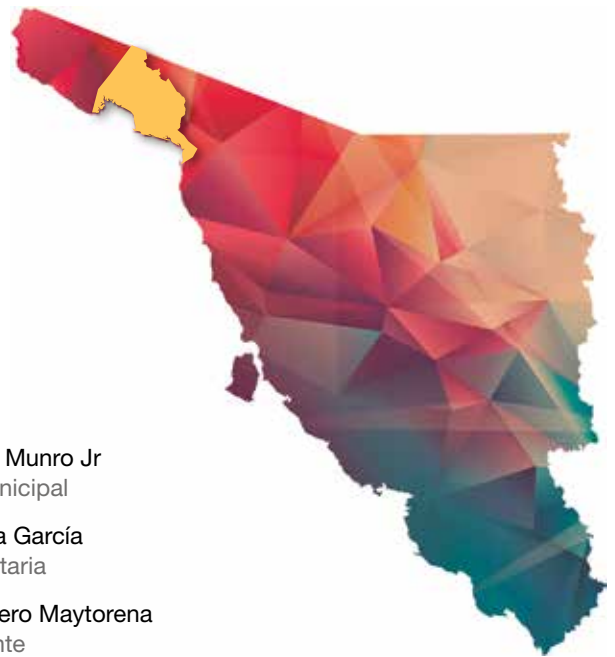 Munro Jr
nicipal
a García
taria
ero Maytorena
nte